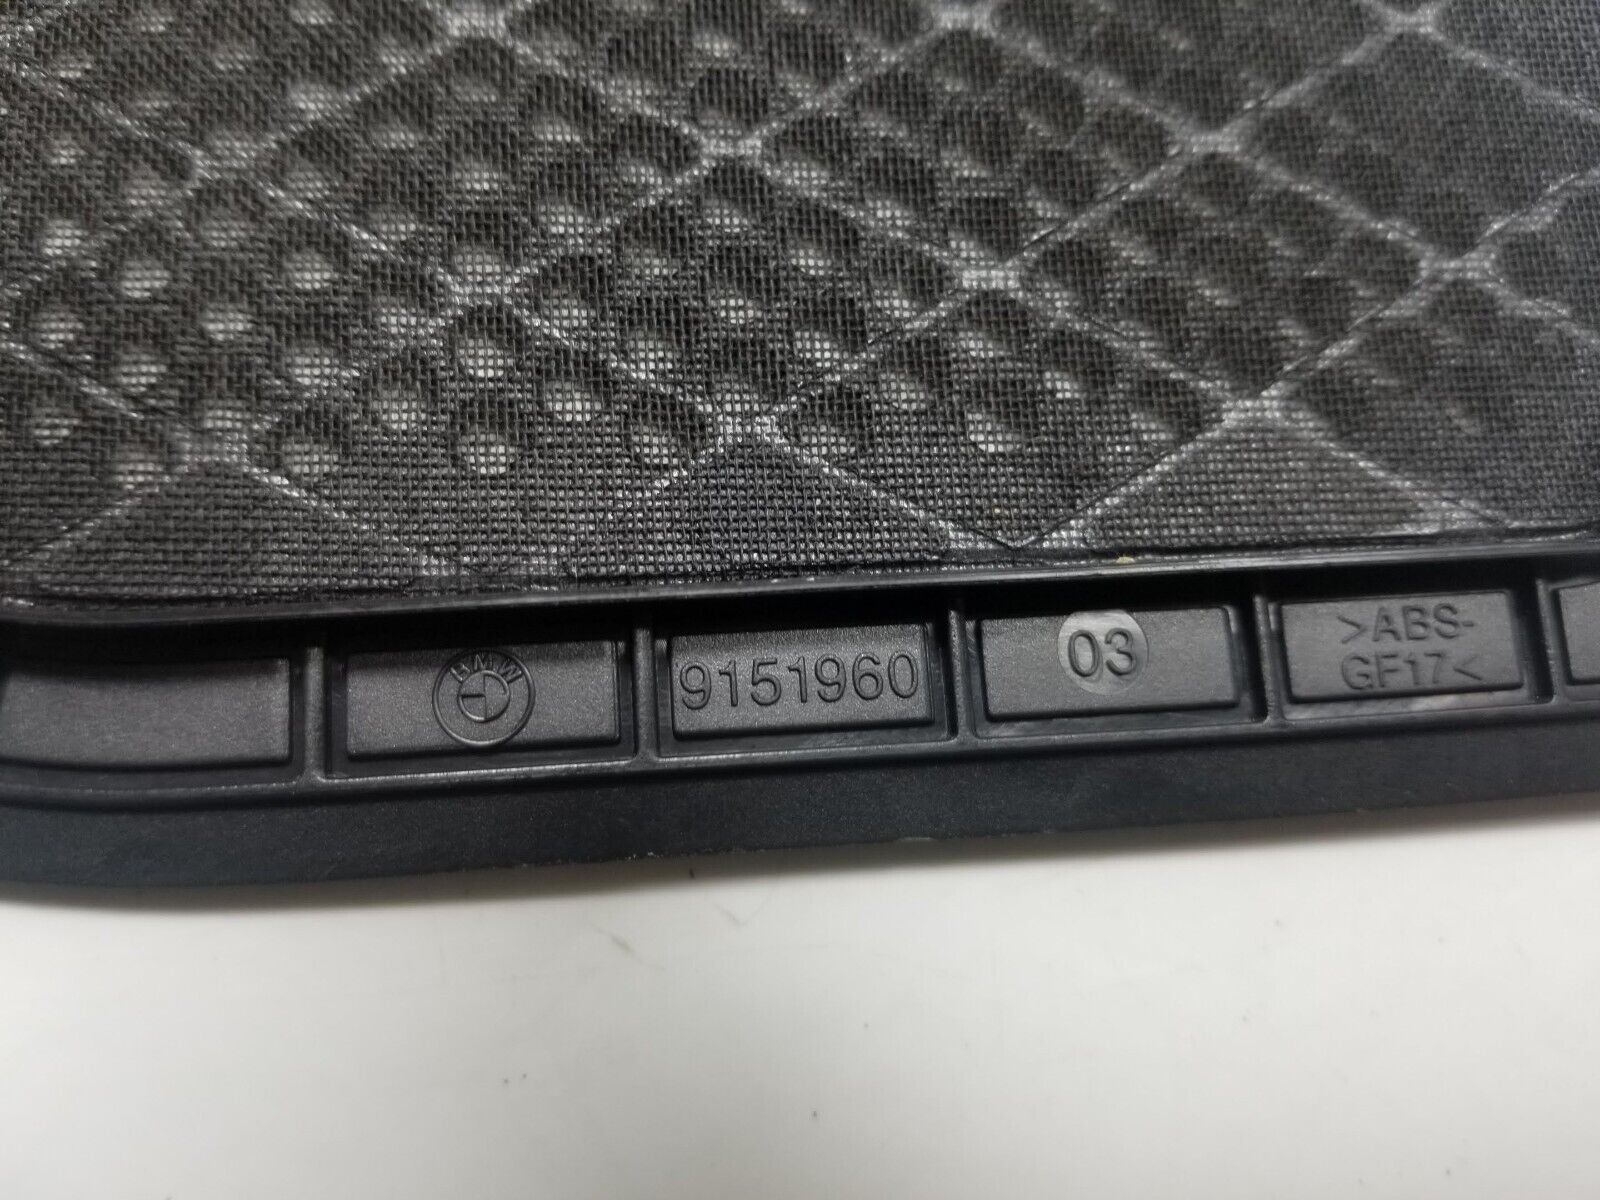 BMW
9151960
03
>ABS-
GF17<